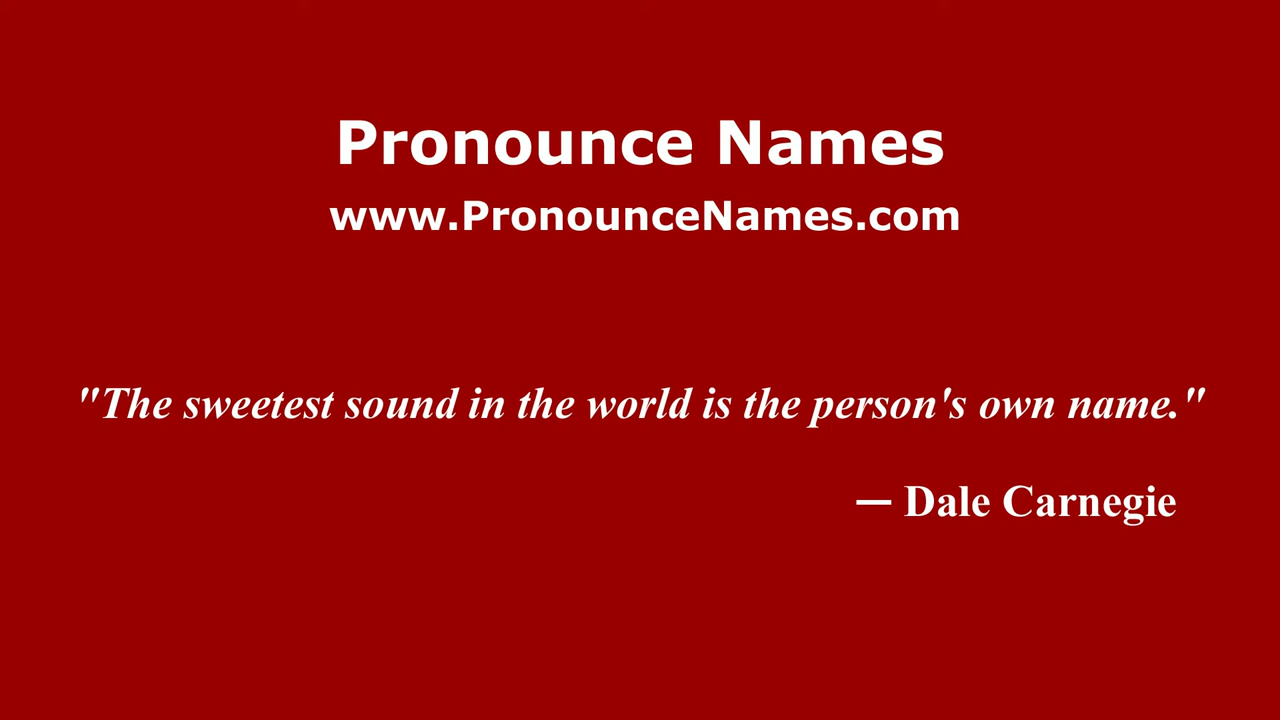 Pronounce Names
www.PronounceNames.com
"The sweetest sound in the world is the person's own name."
— Dale Carnegie